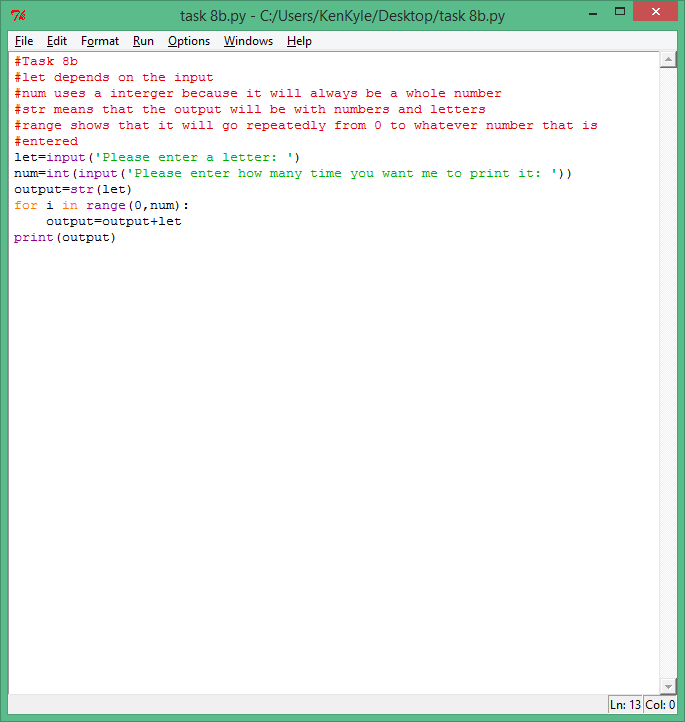 task 8b.py - C:/Users/KenKyle/Desktop/task 8b.py
File Edit Format Run Options Windows Help
#Task 8b
#let depends on the input
#num uses a interger because it will always be a whole number
#str means that the output will be with numbers and letters
#range shows that it will go repeatedly from 0 to whatever number that is
#entered
let=input('Please enter a letter: ')
num=int(input('Please enter how many time you want me to print it: '))
output=str(let)
for i in range(0,num):
    output=output+let
print(output)
Ln: 13 Col: 0